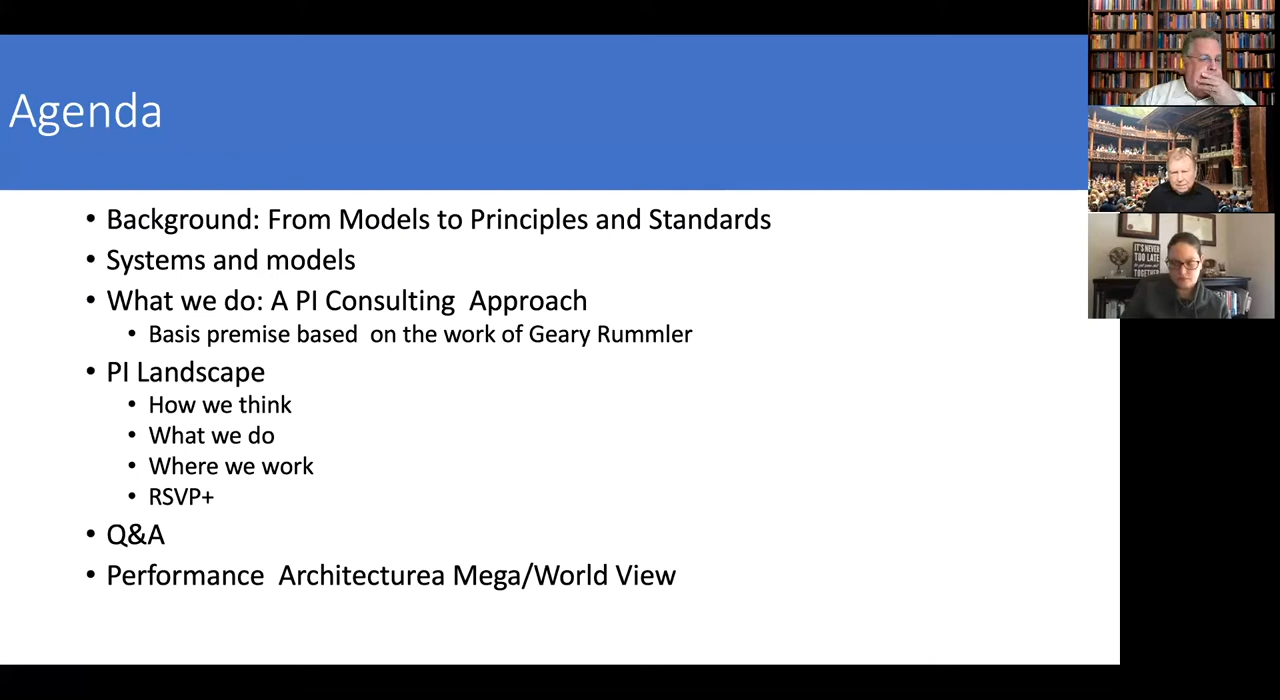 Agenda
• Background: From Models to Principles and Standards
• Systems and models
• What we do: A PI Consulting  Approach
• Basis premise based  on the work of Geary Rummler
• PI Landscape
• How we think
• What we do
• Where we work
• RSVP+
• Q&A
• Performance  Architecturea Mega/World View
IT'S NEVER
TOO LATE
TOGETHER